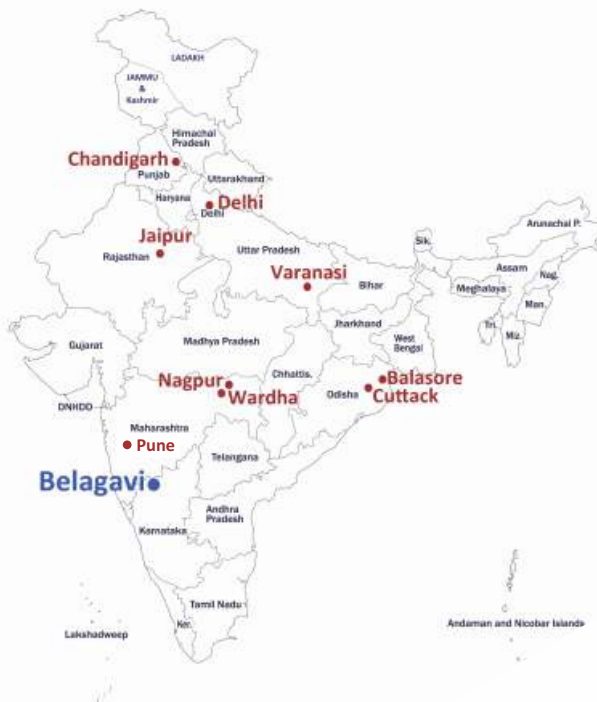 LADAKH
JAMMU
&
Kashmir
Himachal
Pradesh
Chandigarh
Punjab
Uttarakhand
Haryana
Delhi
Delhi
Arunachal P.
Jaipur
Rajasthan
Uttar Pradesh
Sik.
Assam
Nag.
Varanasi
Bihar
Meghalaya
Man.
Jharkhand
Tri.
Miz.
Gujarat
Madhya Pradesh
West
Bengal
Chhattis.
Nagpur
Wardha
Odisha
Balasore
Cuttack
DNHDD
Maharashtra
Pune
Telangana
Belagavi
Andhra
Pradesh
Karnataka
Tamil Nadu
Ker.
Lakshadweep
Andaman and Nicobar Islands